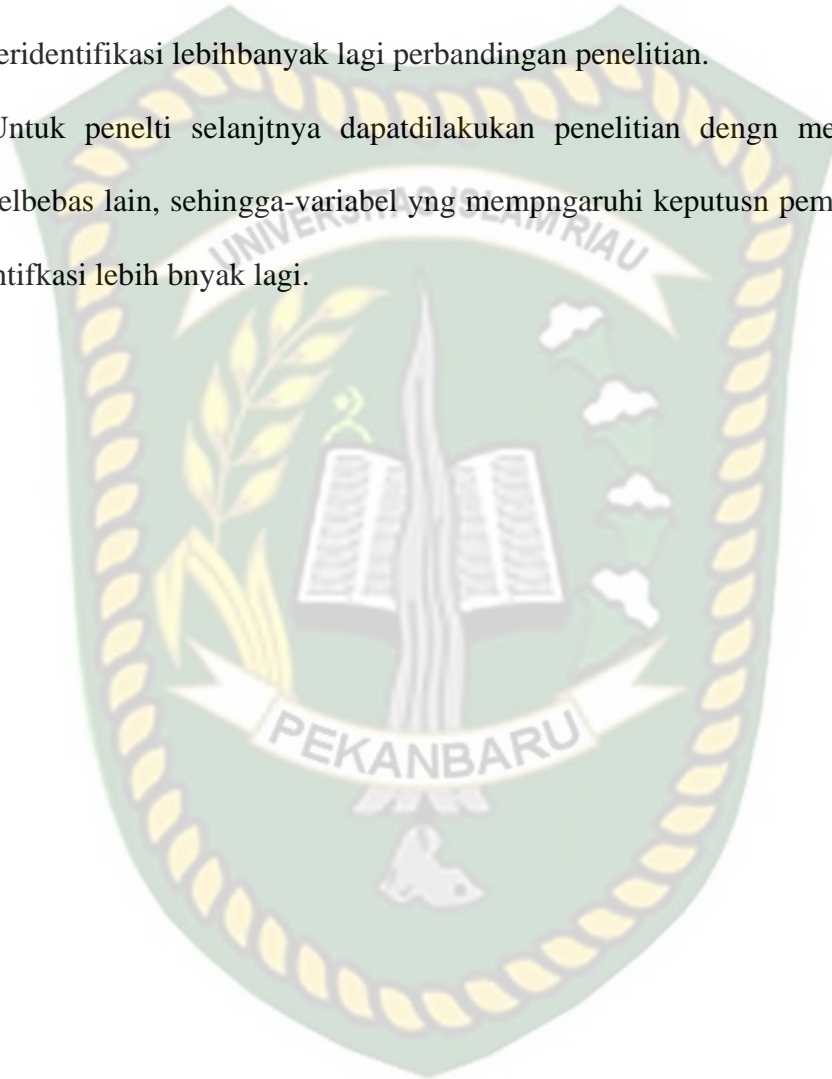 eridentifikasi lebihbanyak lagi perbandingan penelitian.
Untuk penelti selanjtnya dapatdilakukan penelitian dengn me
elbebas lain, sehingga-variabel yng mempngaruhi keputusn pem
ntifkasi lebih bnyak lagi.
UNIVERSITAS ISLAM RIAU
PEKANBARU